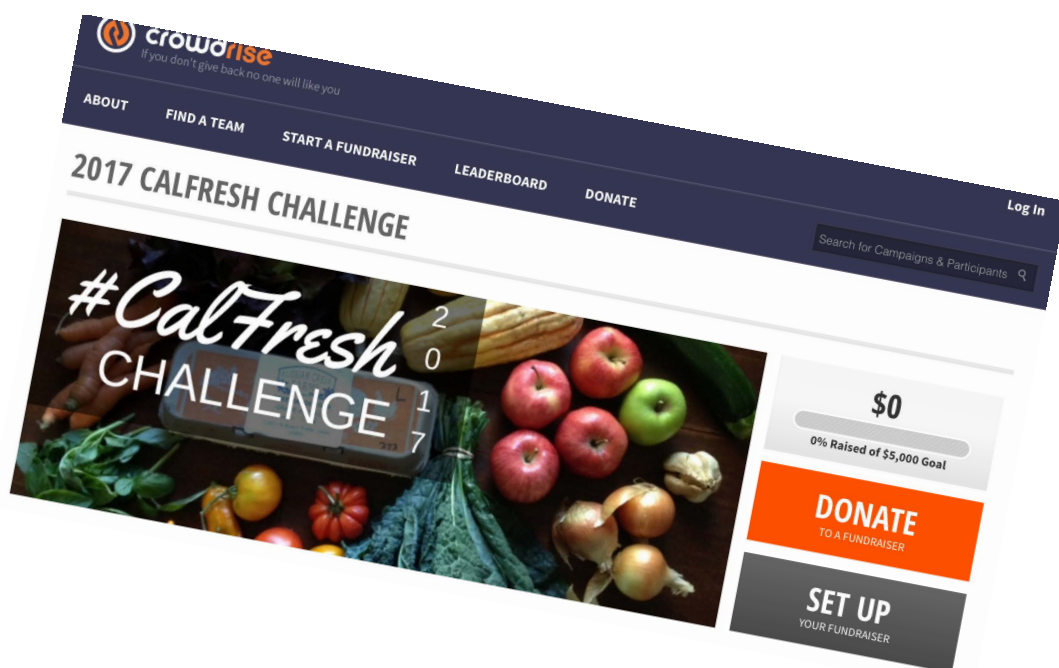 crowdrise
If you don't give back no one will like you
Log In
ABOUT FIND A TEAM START A FUNDRAISER LEADERBOARD DONATE
Search for Campaigns & Participants
2017 CALFRESH CHALLENGE
#CalFresh
CHALLENGE
2
0
1
7
$0
0% Raised of $5,000 Goal
DONATE
TO A FUNDRAISER
SET UP
YOUR FUNDRAISER